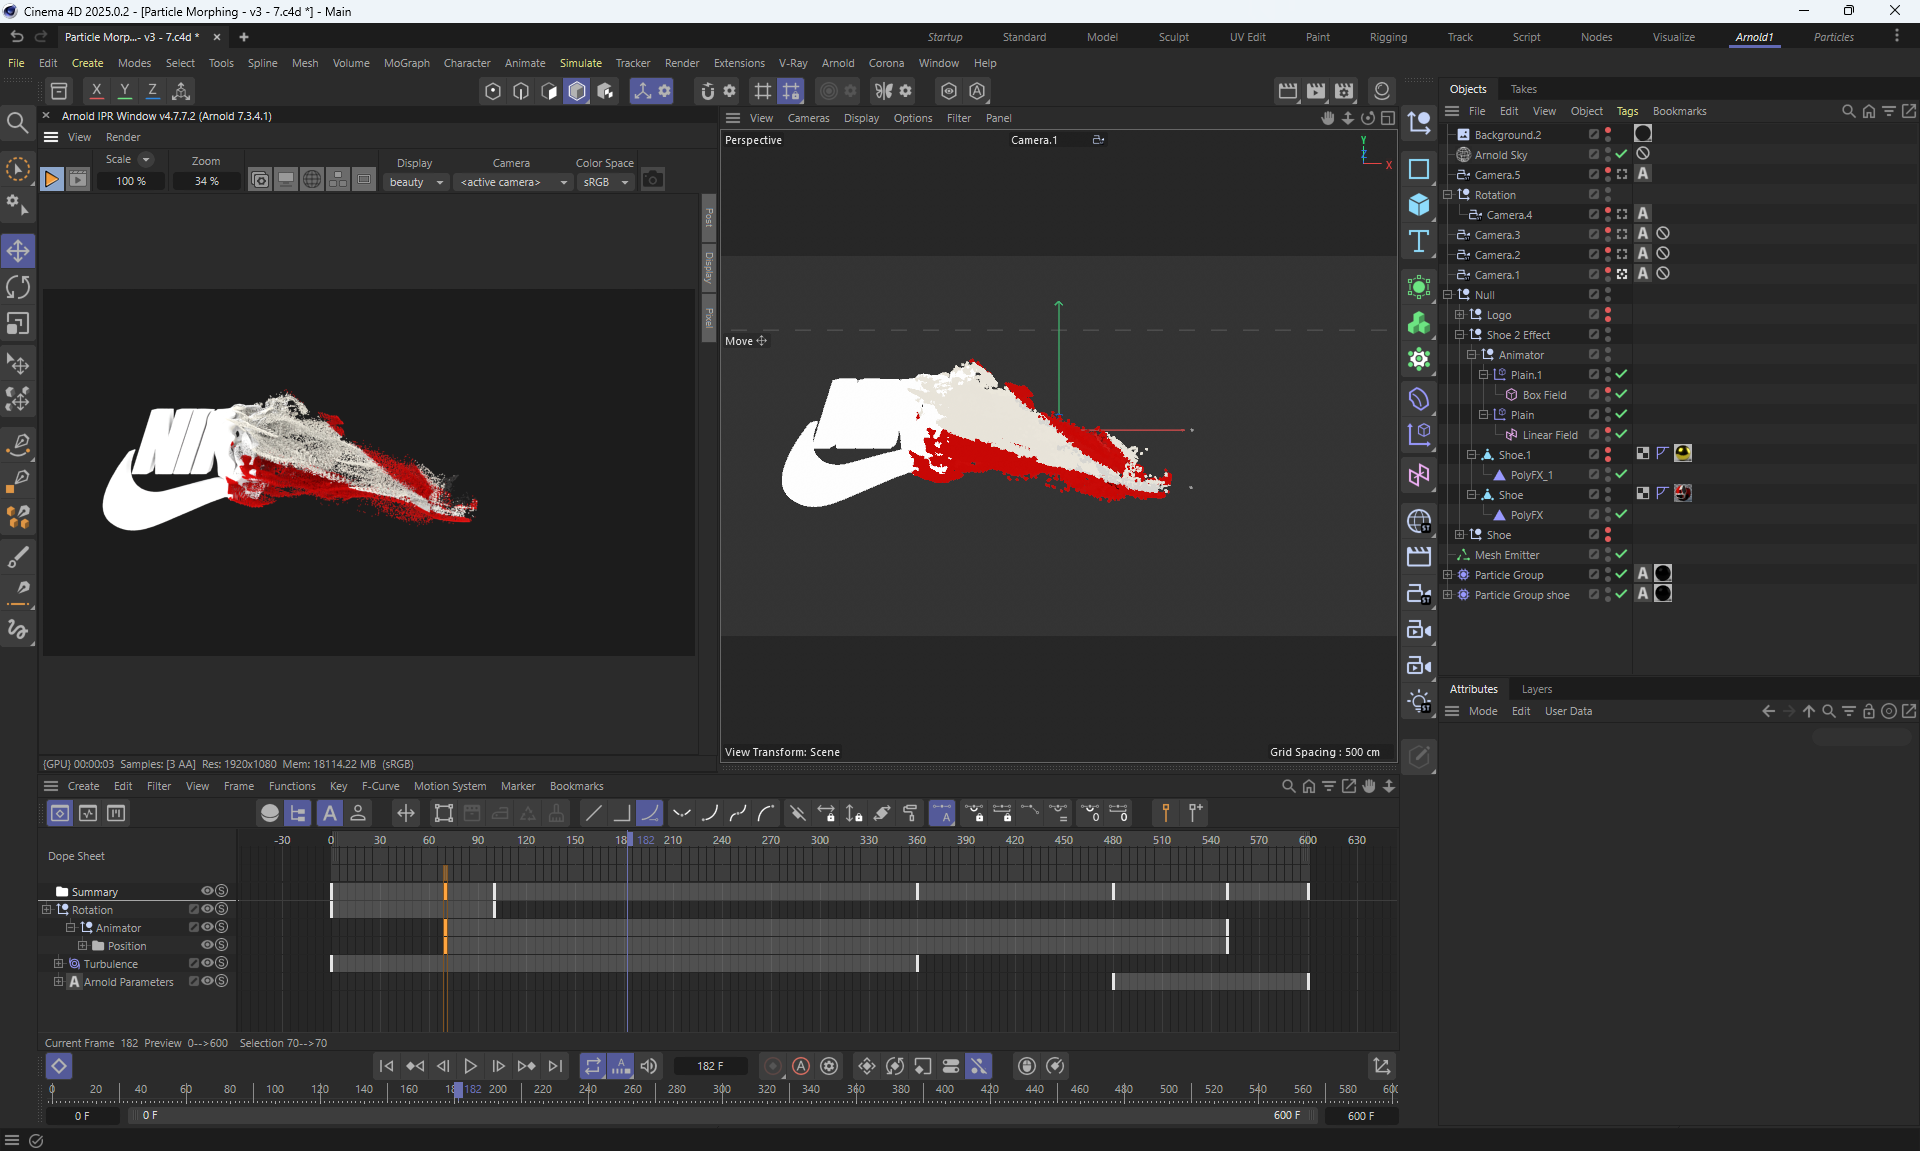 Cinema 4D 2025.0.2 - [Particle Morphing - v3 - 7.c4d *] - Main
Particle Morp...- v3 - 7.c4d *
Startup Standard Model Sculpt UV Edit Paint Rigging Track Script Nodes Visualize Arnold1 Particles
File Edit Create Modes Select Tools Spline Mesh Volume MoGraph Character Animate Simulate Tracker Render Extensions V-Ray Arnold Corona Window Help
X Y Z
Arnold IPR Window v4.7.7.2 (Arnold 7.3.4.1)
View Render
Scale Zoom Display Camera Color Space
100 % 34 % beauty <active camera> sRGB
Post
Display
Pixel
NIK
{GPU} 00:00:03 Samples: [3 AA] Res: 1920x1080 Mem: 18114.22 MB (sRGB)
View Cameras Display Options Filter Panel
Perspective Camera.1
Y
Z
X
Move
View Transform: Scene Grid Spacing : 500 cm
Objects Takes
File Edit View Object Tags Bookmarks
Background.2
Arnold Sky
Camera.5
Rotation
Camera.4
Camera.3
Camera.2
Camera.1
Null
Logo
Shoe 2 Effect
Animator
Plain.1
Box Field
Plain
Linear Field
Shoe.1
PolyFX_1
Shoe
PolyFX
Shoe
Mesh Emitter
Particle Group
Particle Group shoe
Attributes Layers
Mode Edit User Data
Create Edit Filter View Frame Functions Key F-Curve Motion System Marker Bookmarks
-30 0 30 60 90 120 150 18 182 210 240 270 300 330 360 390 420 450 480 510 540 570 600 630
Dope Sheet
Summary
Rotation
Animator
Position
Turbulence
Arnold Parameters
Current Frame 182 Preview 0-->600 Selection 70-->70
182 F
0 20 40 60 80 100 120 140 160 18 182 200 220 240 260 280 300 320 340 360 380 400 420 440 460 480 500 520 540 560 580 60
0 F 0 F 600 F 600 F